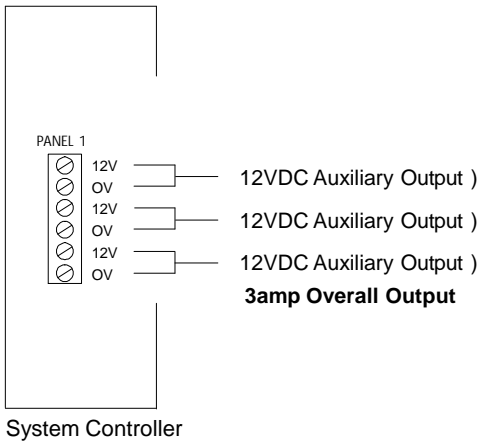 PANEL 1
12V
OV
12VDC Auxiliary Output )
12V
OV
12VDC Auxiliary Output )
12V
OV
12VDC Auxiliary Output )
3amp Overall Output
System Controller